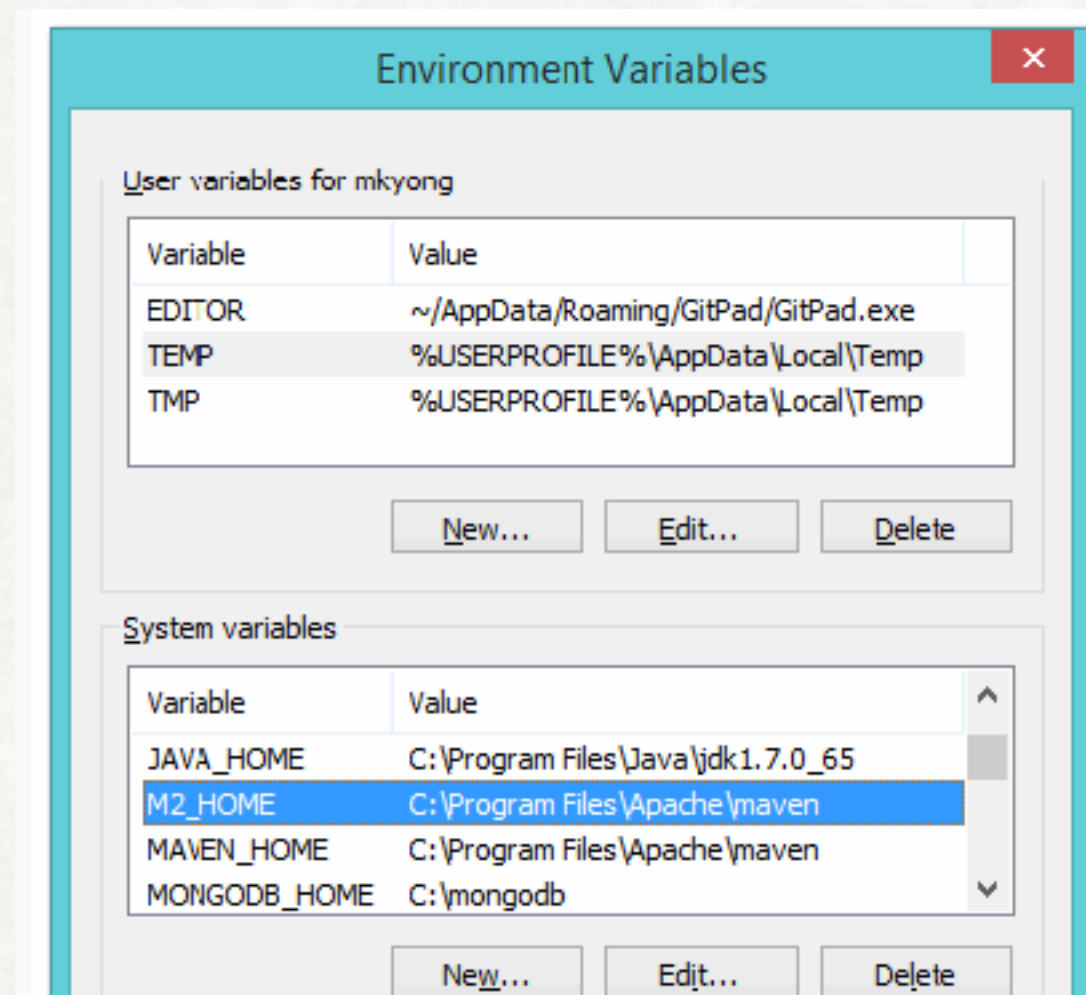 Environment Variables
User variables for mkyong
Variable Value
EDITOR ~/AppData/Roaming/GitPad/GitPad.exe
TEMP %USERPROFILE%\AppData\Local\Temp
TMP %USERPROFILE%\AppData\Local\Temp
New... Edit... Delete
System variables
Variable Value
JAVA_HOME C:\Program Files\Java\jdk1.7.0_65
M2_HOME C:\Program Files\Apache\maven
MAVEN_HOME C:\Program Files\Apache\maven
MONGODB_HOME C:\mongodb
New... Edit... Delete